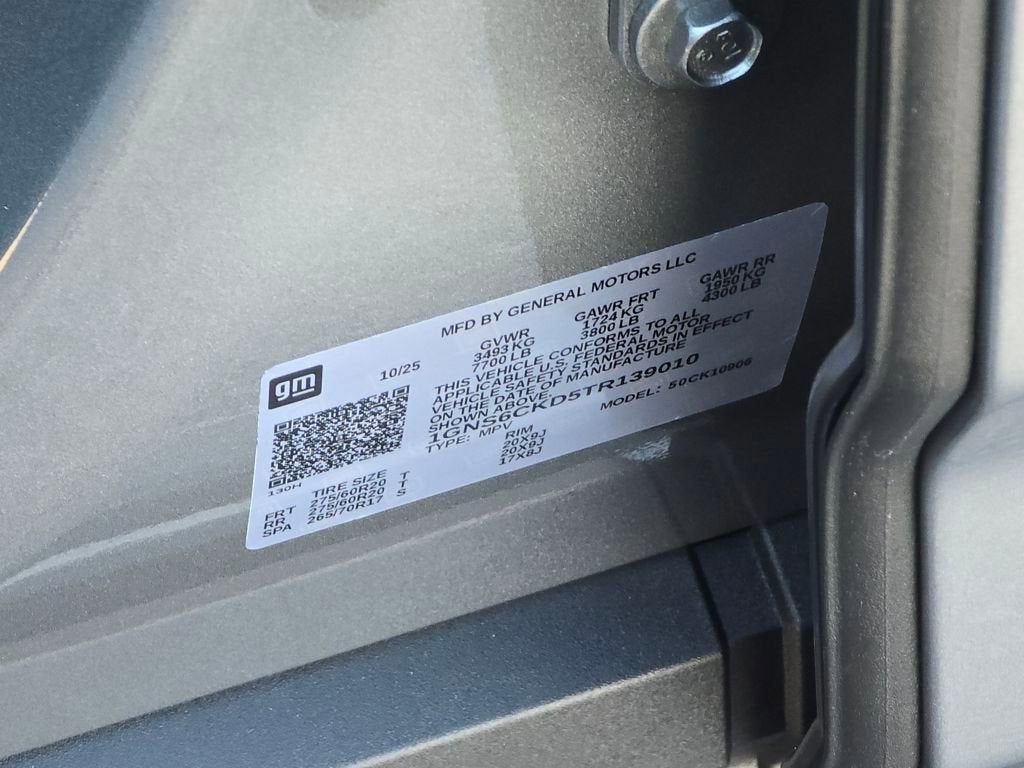 MFD BY GENERAL MOTORS LLC
gm
10/25
GVWR GAWR FRT GAWR RR
3493 KG 1724 KG 1950 KG
7700 LB 3800 LB 4300 LB
THIS VEHICLE CONFORMS TO ALL
APPLICABLE U.S. FEDERAL MOTOR
VEHICLE SAFETY STANDARDS IN EFFECT
ON THE DATE OF MANUFACTURE
SHOWN ABOVE.
1GNS6CKD5TR139010
TYPE: MPV MODEL: 50CK10906
130H
TIRE SIZE RIM
FRT 275/60R20 T 20X9J
RR 275/60R20 T 20X9J
SPA 265/70R17 S 17X8J